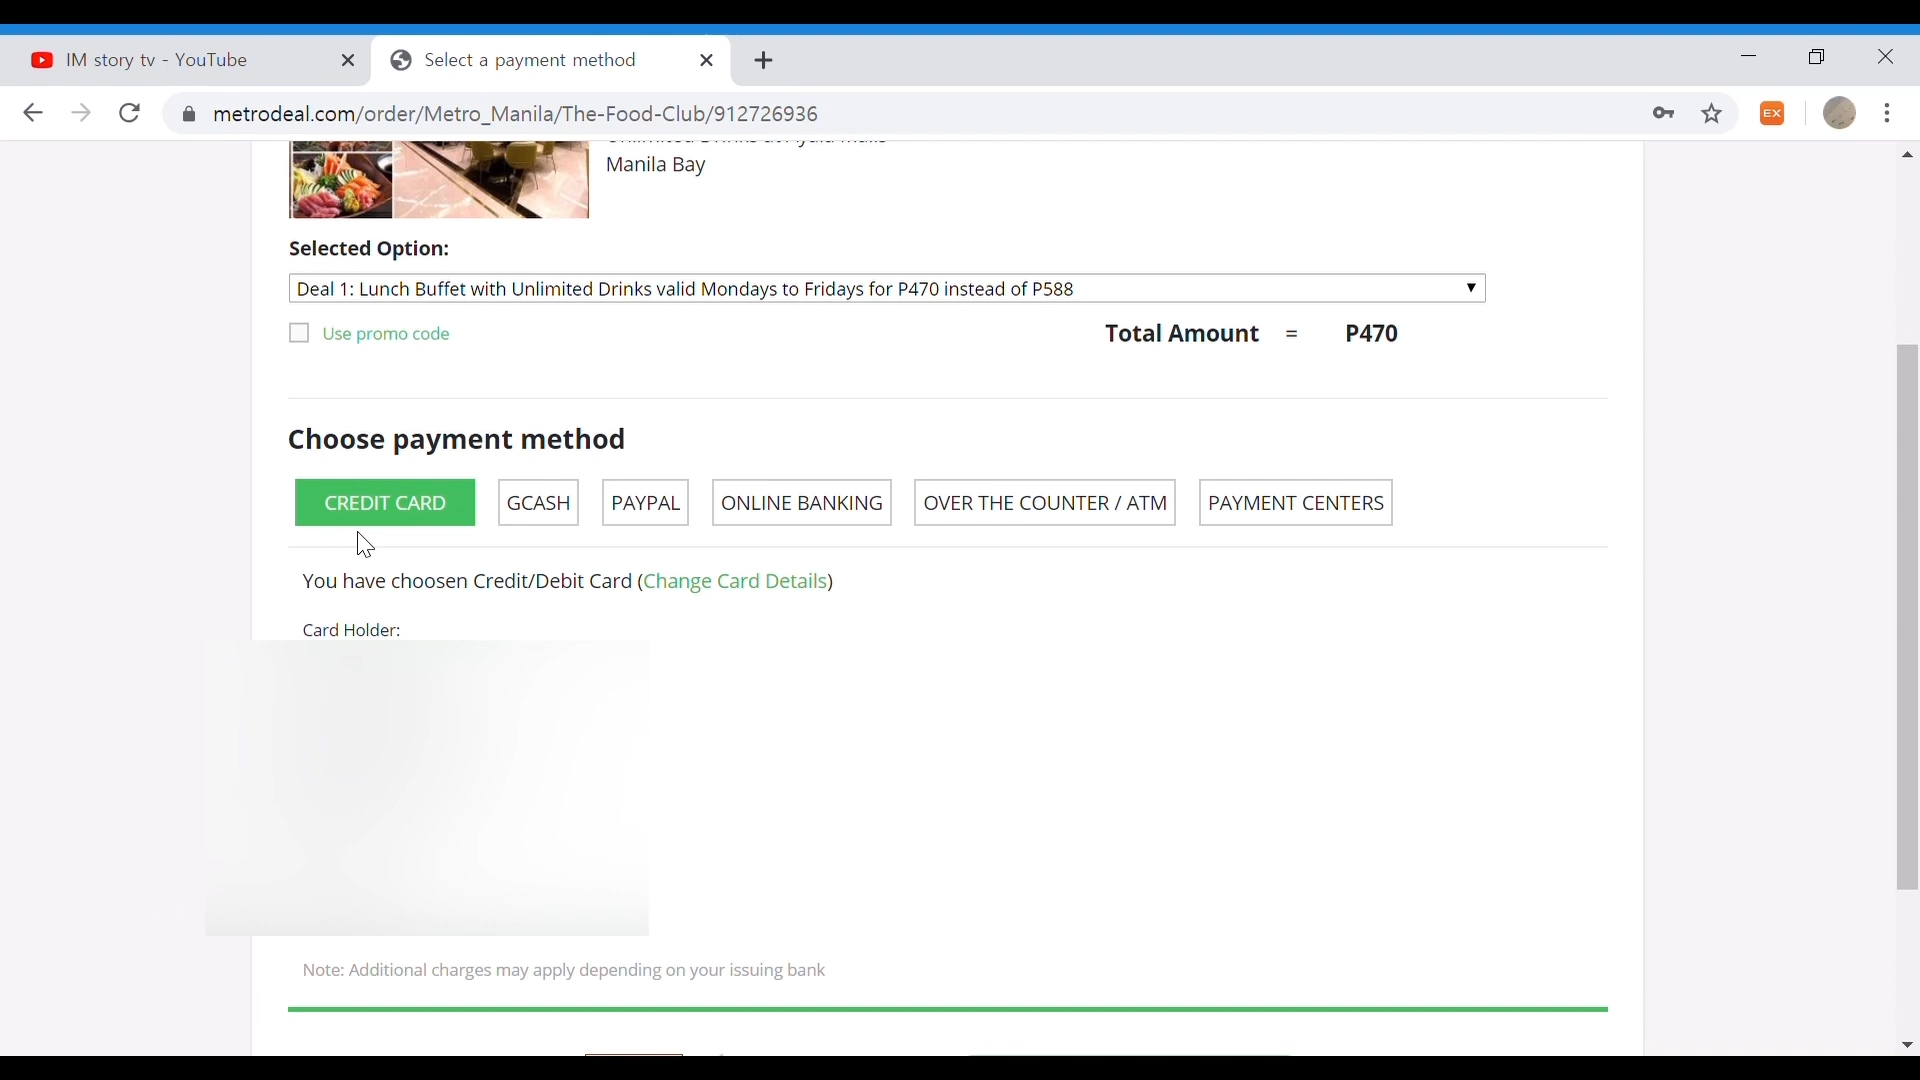 IM story tv - YouTube
Select a payment method
metrodeal.com/order/Metro_Manila/The-Food-Club/912726936
EX
Manila Bay
Selected Option:
Deal 1: Lunch Buffet with Unlimited Drinks valid Mondays to Fridays for P470 instead of P588
Use promo code
Total Amount = P470
Choose payment method
CREDIT CARD
GCASH
PAYPAL
ONLINE BANKING
OVER THE COUNTER / ATM
PAYMENT CENTERS
You have choosen Credit/Debit Card (Change Card Details)
Card Holder:
Note: Additional charges may apply depending on your issuing bank